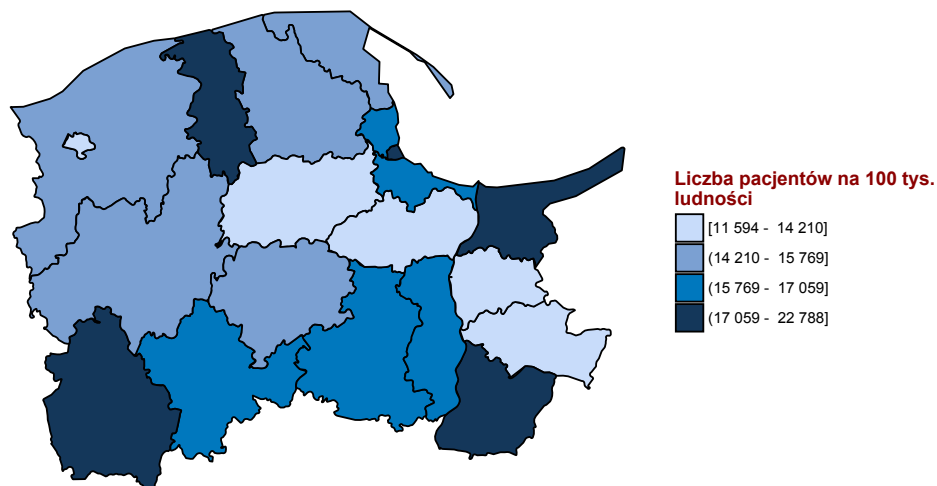 Liczba pacjentów na 100 tys.
ludności
[11 594 - 14 210]
(14 210 - 15 769]
(15 769 - 17 059]
(17 059 - 22 788]